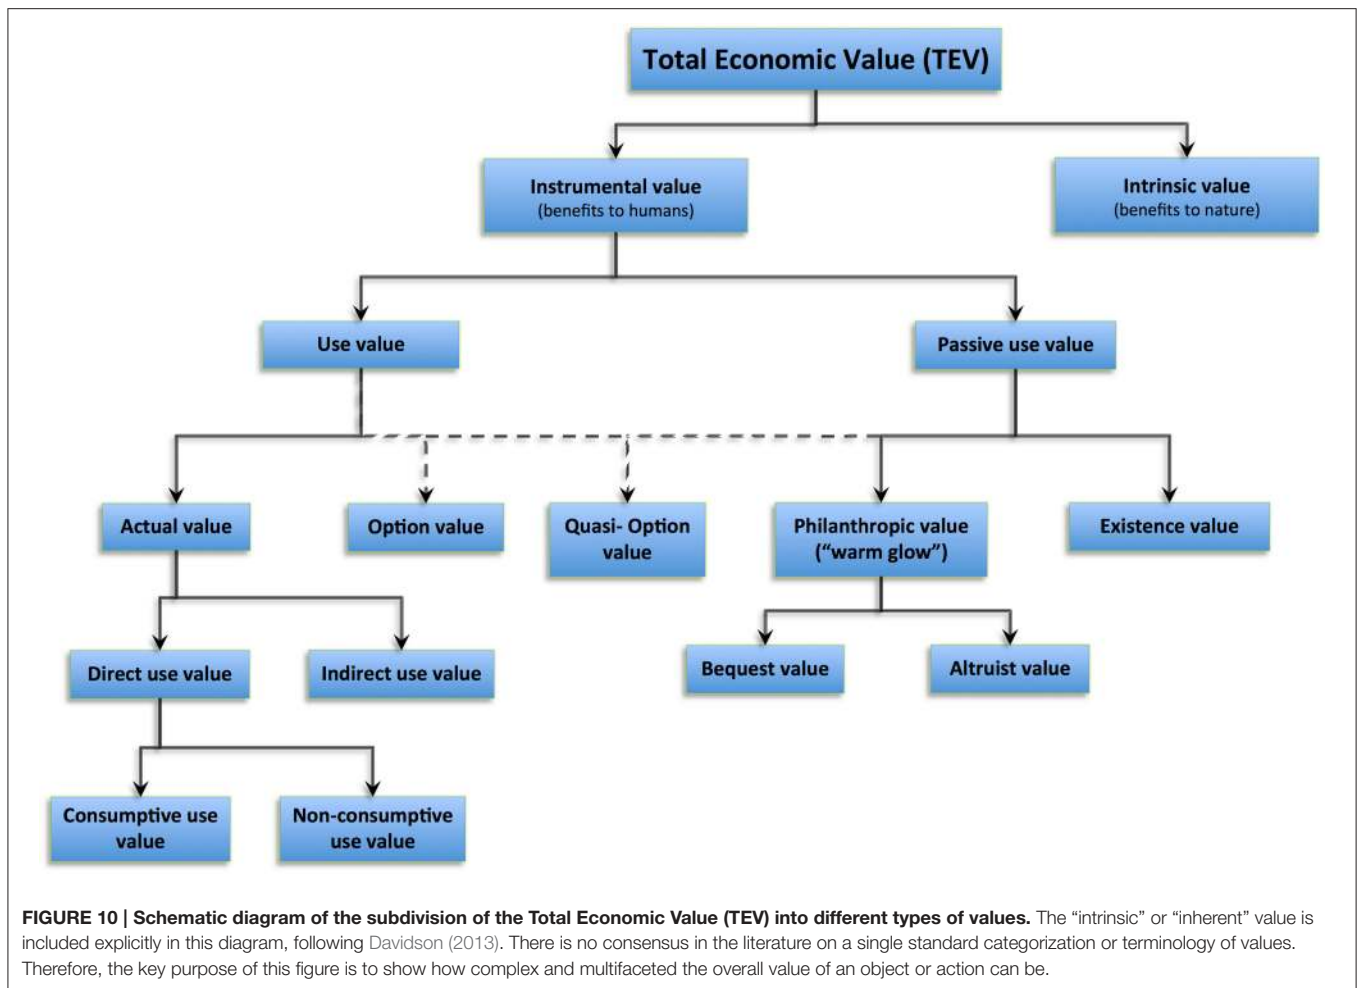 Total Economic Value (TEV)
Instrumental value
(benefits to humans)
Intrinsic value
(benefits to nature)
Use value
Passive use value
Actual value
Option value
Quasi- Option
value
Philanthropic value
(“warm glow”)
Existence value
Direct use value
Indirect use value
Bequest value
Altruist value
Consumptive use
value
Non-consumptive
use value
FIGURE 10 | Schematic diagram of the subdivision of the Total Economic Value (TEV) into different types of values. The “intrinsic” or “inherent” value is
included explicitly in this diagram, following Davidson (2013). There is no consensus in the literature on a single standard categorization or terminology of values.
Therefore, the key purpose of this figure is to show how complex and multifaceted the overall value of an object or action can be.